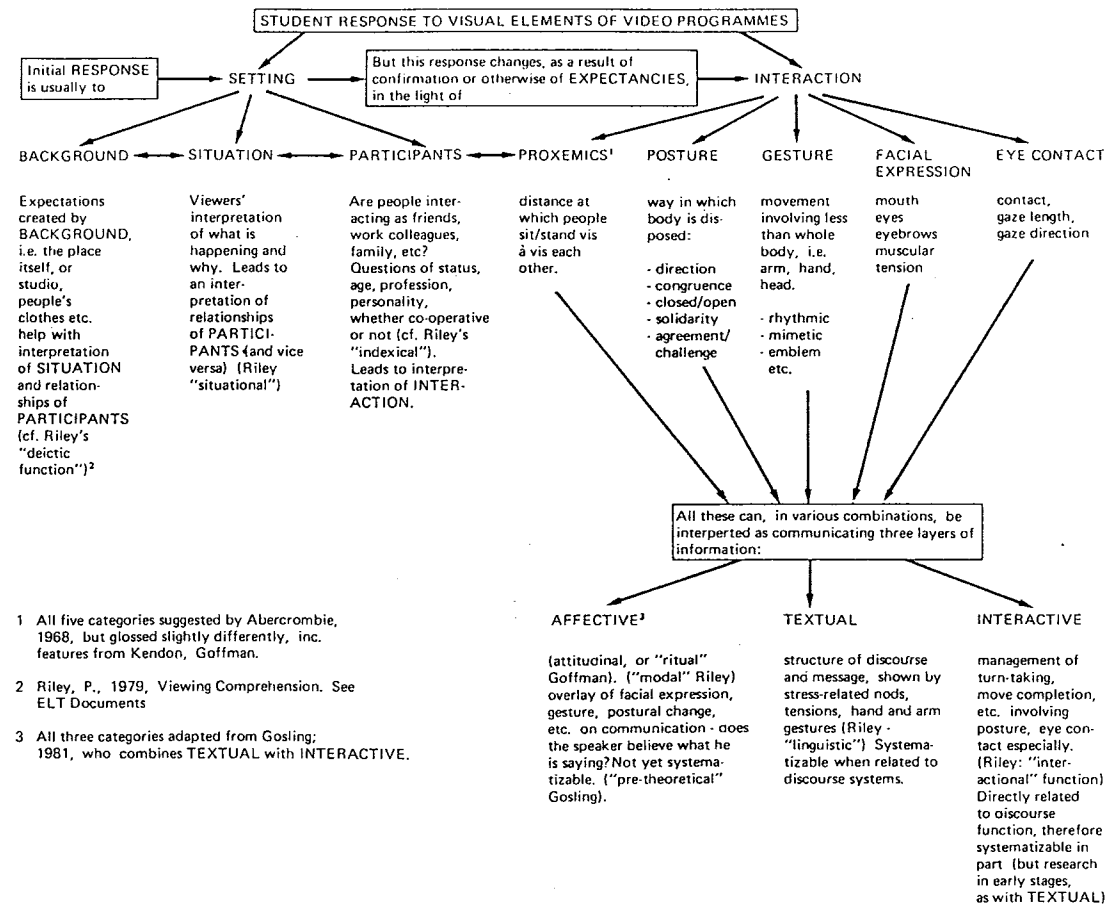 STUDENT RESPONSE TO VISUAL ELEMENTS OF VIDEO PROGRAMMES
Initial RESPONSE
is usually to
SETTING
But this response changes, as a result of
confirmation or otherwise of EXPECTANCIES,
in the light of
INTERACTION
BACKGROUND
Expectations
created by
BACKGROUND,
i.e. the place
itself, or
studio,
people's
clothes etc.
help with
interpretation
of SITUATION
and relation-
ships of
PARTICIPANTS
(cf. Riley's
"deictic
function")²
SITUATION
Viewers'
interpretation
of what is
happening and
why. Leads to
an inter-
pretation of
relationships
of PARTICI-
PANTS (and vice
versa) (Riley
"situational")
PARTICIPANTS
Are people inter-
acting as friends,
work colleagues,
family, etc?
Questions of status,
age, profession,
personality,
whether co-operative
or not (cf. Riley's
"indexical").
Leads to interpre-
tation of INTER-
ACTION.
PROXEMICS¹
distance at
which people
sit/stand vis
à vis each
other.
POSTURE
way in which
body is dis-
posed:
- direction
- congruence
- closed/open
- solidarity
- agreement/
challenge
GESTURE
movement
involving less
than whole
body, i.e.
arm, hand,
head.
- rhythmic
- mimetic
- emblem
etc.
FACIAL
EXPRESSION
mouth
eyes
eyebrows
muscular
tension
EYE CONTACT
contact,
gaze length,
gaze direction
All these can, in various combinations, be
interperted as communicating three layers of
information:
AFFECTIVE³
(attitudinal, or "ritual"
Goffman). ("modal" Riley)
overlay of facial expression,
gesture, postural change,
etc. on communication - does
the speaker believe what he
is saying? Not yet systema-
tizable. ("pre-theoretical"
Gosling).
TEXTUAL
structure of discourse
and message, shown by
stress-related nods,
tensions, hand and arm
gestures (Riley -
"linguistic") Systema-
tizable when related to
discourse systems.
INTERACTIVE
management of
turn-taking,
move completion,
etc. involving
posture, eye con-
tact especially.
(Riley: "inter-
actional" function)
Directly related
to discourse
function, therefore
systematizable in
part (but research
in early stages,
as with TEXTUAL)
1 All five categories suggested by Abercrombie,
1968, but glossed slightly differently, inc.
features from Kendon, Goffman.
2 Riley, P., 1979, Viewing Comprehension. See
ELT Documents
3 All three categories adapted from Gosling;
1981, who combines TEXTUAL with INTERACTIVE.